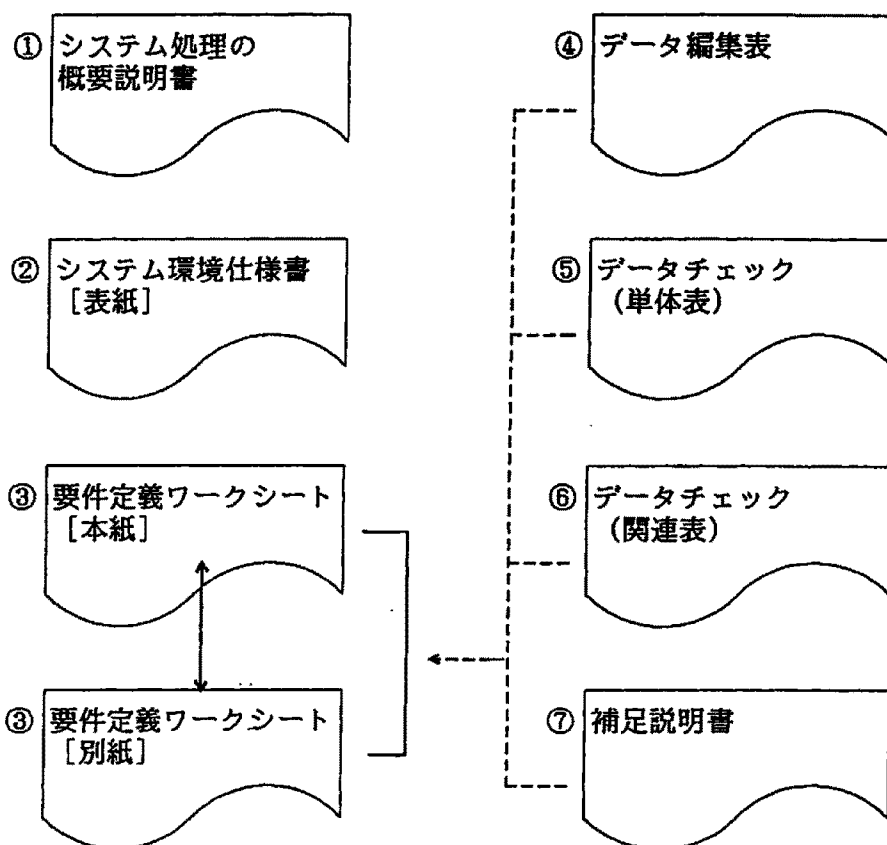 ① システム処理の
概要説明書
② システム環境仕様書
[表紙]
③ 要件定義ワークシート
[本紙]
③ 要件定義ワークシート
[別紙]
④ データ編集表
⑤ データチェック
(単体表)
⑥ データチェック
(関連表)
⑦ 補足説明書